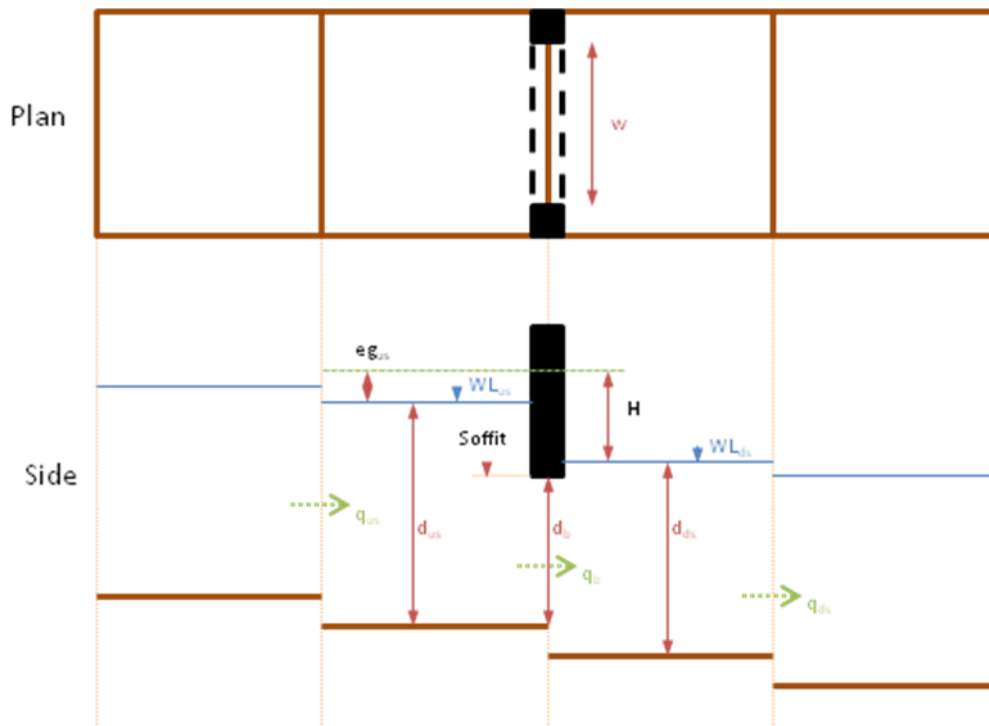 Plan
w
eg us
WL us
H
Soffit
WL ds
Side
q us
d us
d b
q b
d ds
q ds